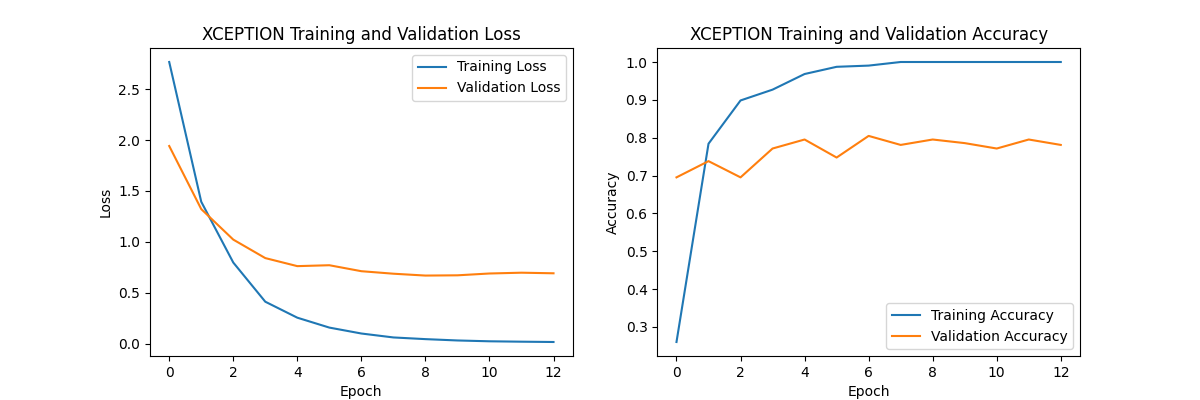 XCEPTION Training and Validation Loss
Training Loss
Validation Loss
2.5
2.0
1.5
1.0
0.5
0.0
Loss
0 2 4 6 8 10 12
Epoch
XCEPTION Training and Validation Accuracy
1.0
0.9
0.8
0.7
0.6
0.5
0.4
0.3
Accuracy
Training Accuracy
Validation Accuracy
0 2 4 6 8 10 12
Epoch